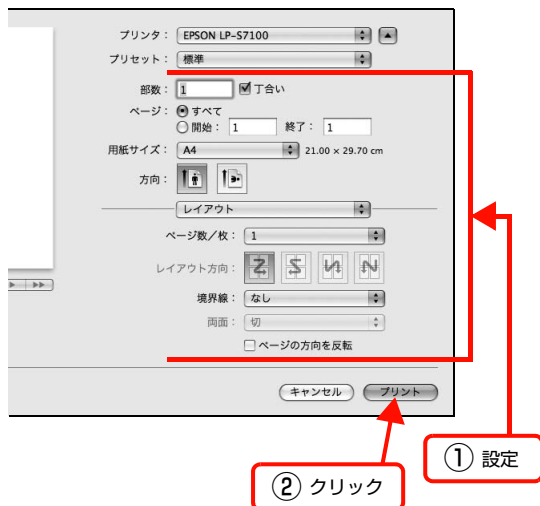 プリンタ： EPSON LP-S7100
プリセット： 標準
部数： 1 丁合い
ページ： すべて
開始： 1 終了： 1
用紙サイズ： A4 21.00 × 29.70 cm
方向：
レイアウト
ページ数／枚： 1
レイアウト方向：
境界線： なし
両面： 切
ページの方向を反転
キャンセル プリント
① 設定
② クリック